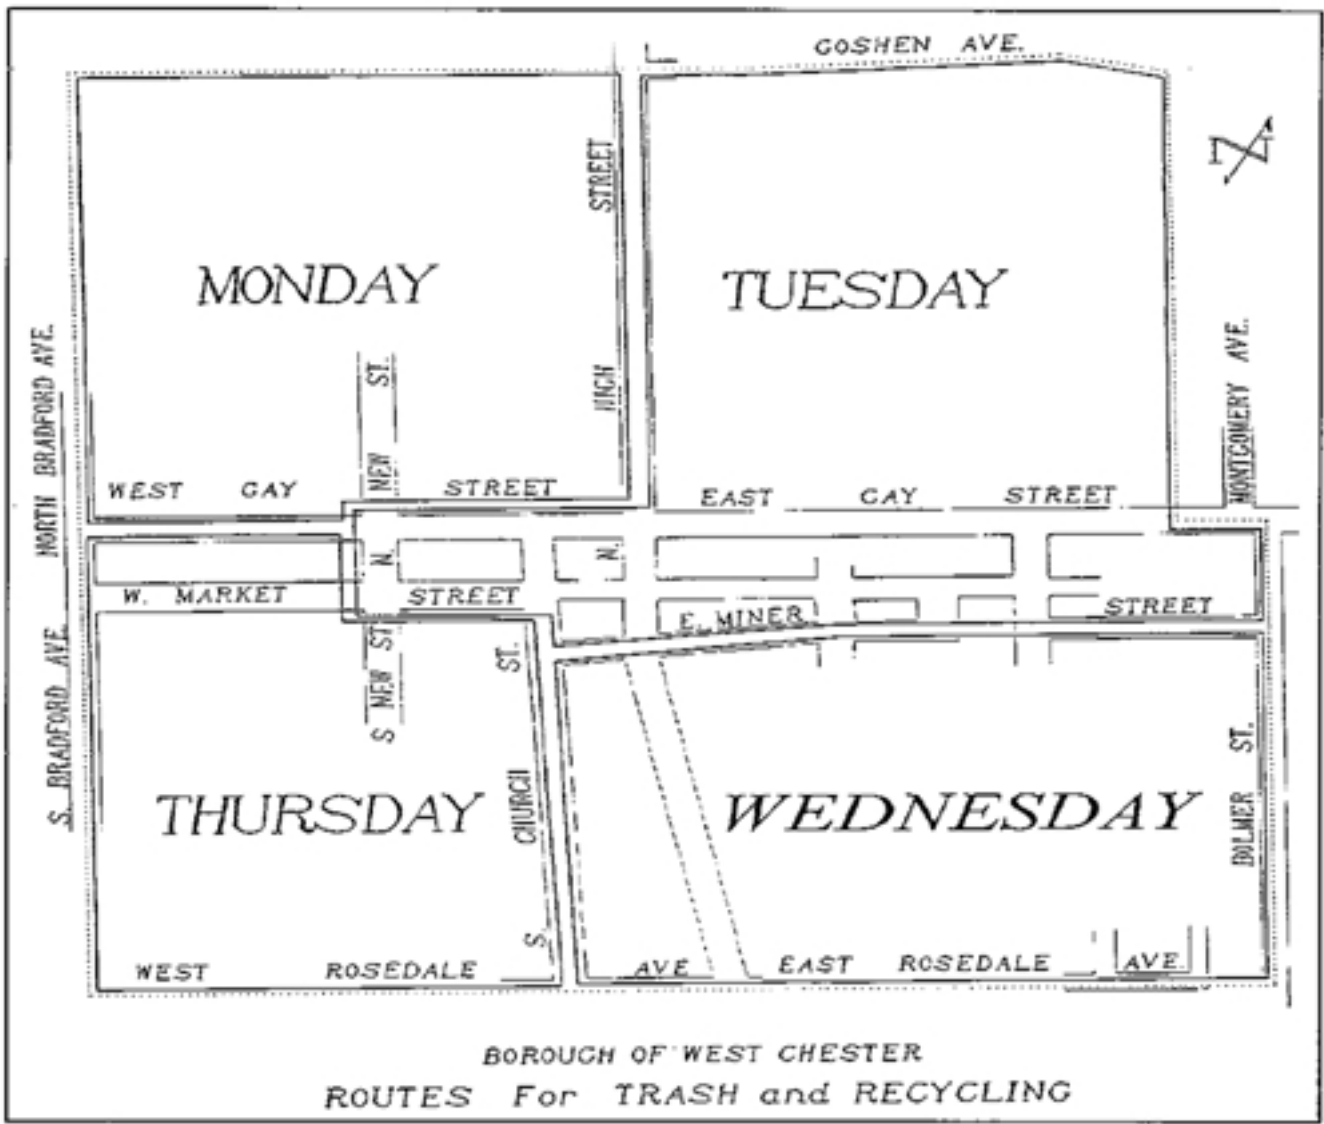 GOSHEN AVE.
N
STREET
MONDAY
TUESDAY
NORTH BRADFORD AVE.
NEW ST.
HIGH
MONTGOMERY AVE.
WEST GAY STREET
EAST GAY STREET
N.
N.
W. MARKET STREET
E. MINER STREET
S. BRADFORD AVE.
S NEW ST
S. CHURCH ST.
BOLMER ST.
THURSDAY
WEDNESDAY
WEST ROSEDALE AVE
EAST ROSEDALE AVE.
BOROUGH OF WEST CHESTER
ROUTES For TRASH and RECYCLING